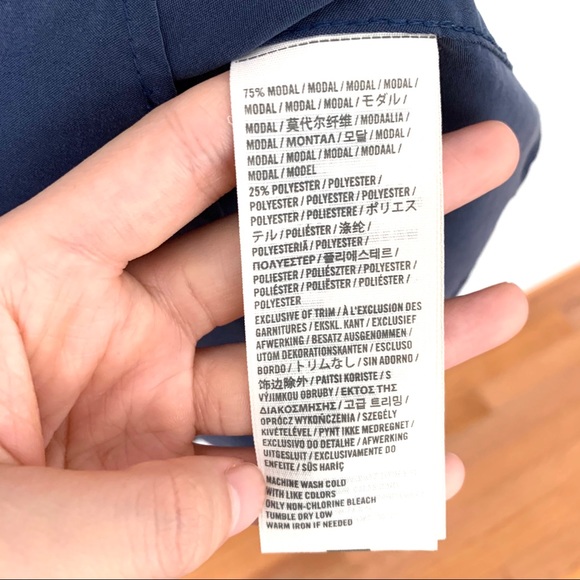 75% MODAL / MODAL / MODAL / MODAL /
MODAL / MODAL / MODAL / モダル /
MODAL / 莫代尔纤维 / MODAALIA /
MODAL / ΜΟΝΤΑΛ / 모달 / MODAL /
MODAL / MODAL / MODAL / MODAAL /
MODAL / MODEL
25% POLYESTER / POLYESTER /
POLYESTER / POLYESTER / POLYESTER /
POLYESTER / POLIESTERE / ポリエス
テル / POLIÉSTER / 涤纶 /
POLYESTERIÄ / POLYESTER /
ΠΟΛΥΕΣΤΕΡ / 폴리에스테르 /
POLIESTER / POLIÉSZTER / POLYESTER /
POLIÉSTER / POLIÉSTER / POLYESTER /
POLYESTER
EXCLUSIVE OF TRIM / À L'EXCLUSION DES
GARNITURES / EKSKL. KANT / EXCLUSIEF
AFWERKING / BESATZ AUSGENOMMEN /
UTOM DEKORATIONSKANTEN / ESCLUSO
BORDO / トリムなし / SIN ADORNO /
饰边除外 / PAITSI KORISTE / S
VÝJIMKOU OBRUBY / ΕΚΤΟΣ ΤΗΣ
ΔΙΑΚΟΣΜΗΣΗΣ / 고급 트리밍 /
OPRÓCZ WYKOŃCZENIA / SZEGÉLY
KIVÉTELÉVEL / PYNT IKKE MEDREGNET /
EXCLUSIVO DO DETALHE / AFWERKING
UITGESLUIT / EXCLUSIVAMENTE DO
ENFEITE / SÜS HARİÇ
MACHINE WASH COLD
WITH LIKE COLORS
ONLY NON-CHLORINE BLEACH
TUMBLE DRY LOW
WARM IRON IF NEEDED